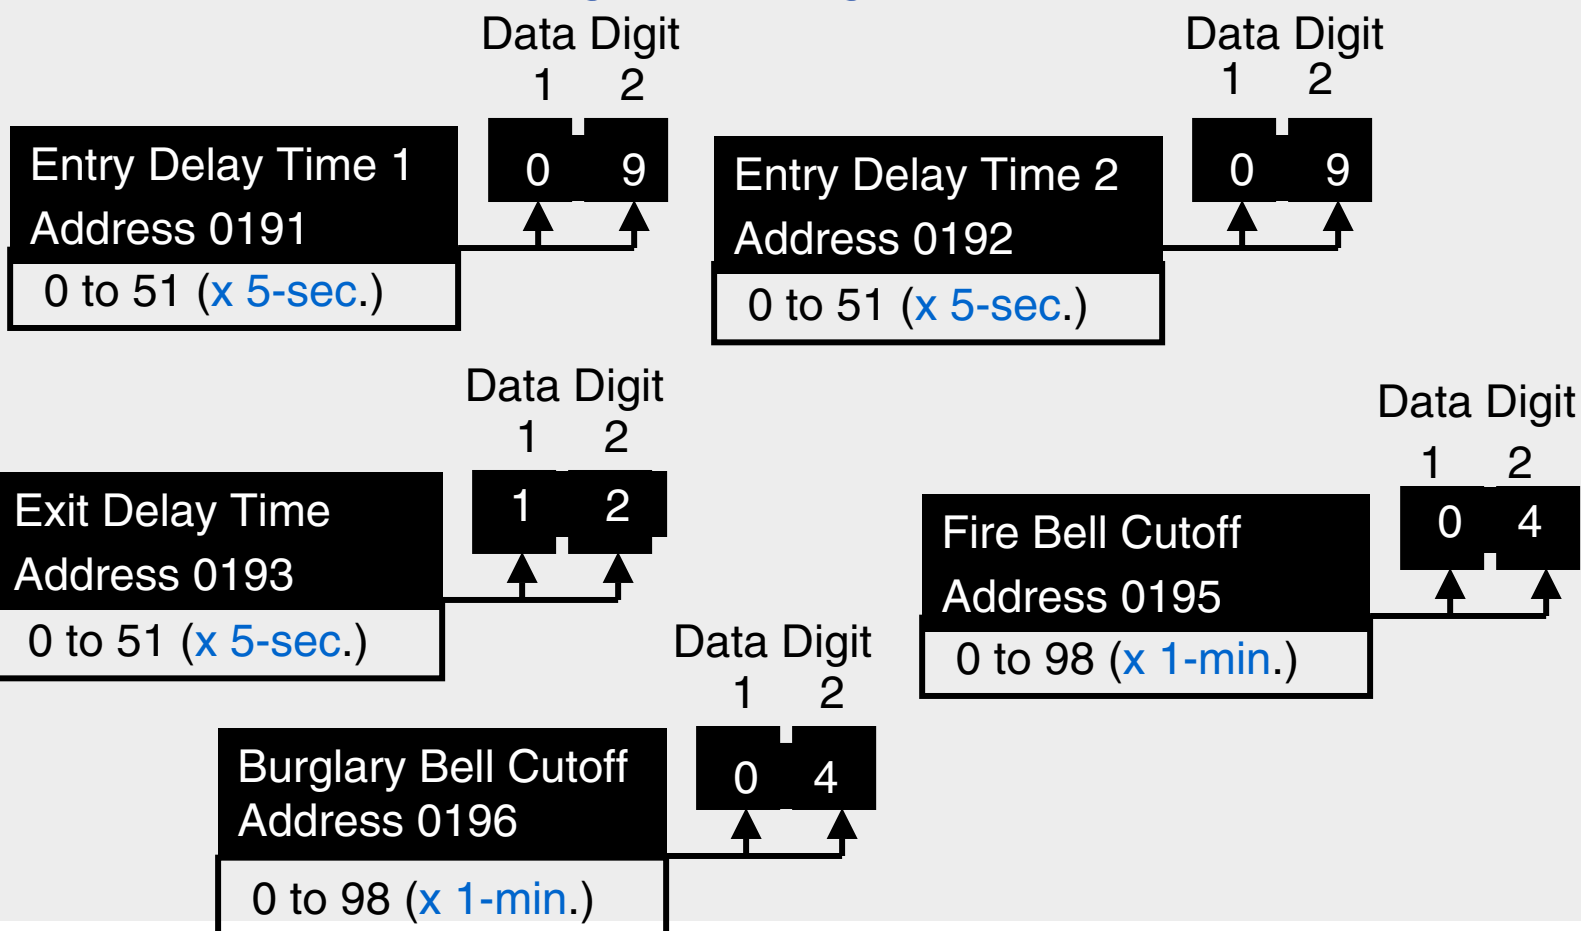 Data Digit
1 2
0 9
Entry Delay Time 1
Address 0191
0 to 51 (x 5-sec.)
Data Digit
1 2
0 9
Entry Delay Time 2
Address 0192
0 to 51 (x 5-sec.)
Data Digit
1 2
1 2
Exit Delay Time
Address 0193
0 to 51 (x 5-sec.)
Data Digit
1 2
0 4
Fire Bell Cutoff
Address 0195
0 to 98 (x 1-min.)
Data Digit
1 2
0 4
Burglary Bell Cutoff
Address 0196
0 to 98 (x 1-min.)